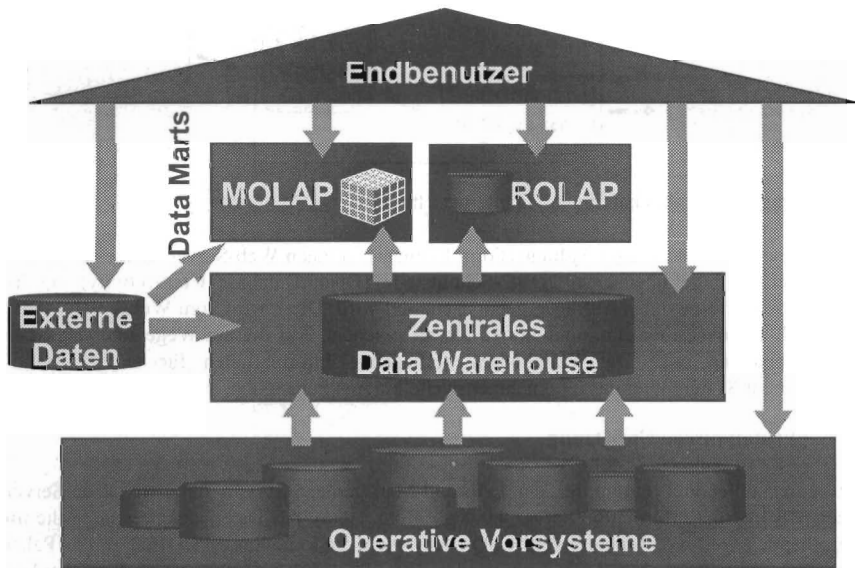 Endbenutzer
Data Marts
MOLAP
ROLAP
Externe
Daten
Zentrales
Data Warehouse
Operative Vorsysteme